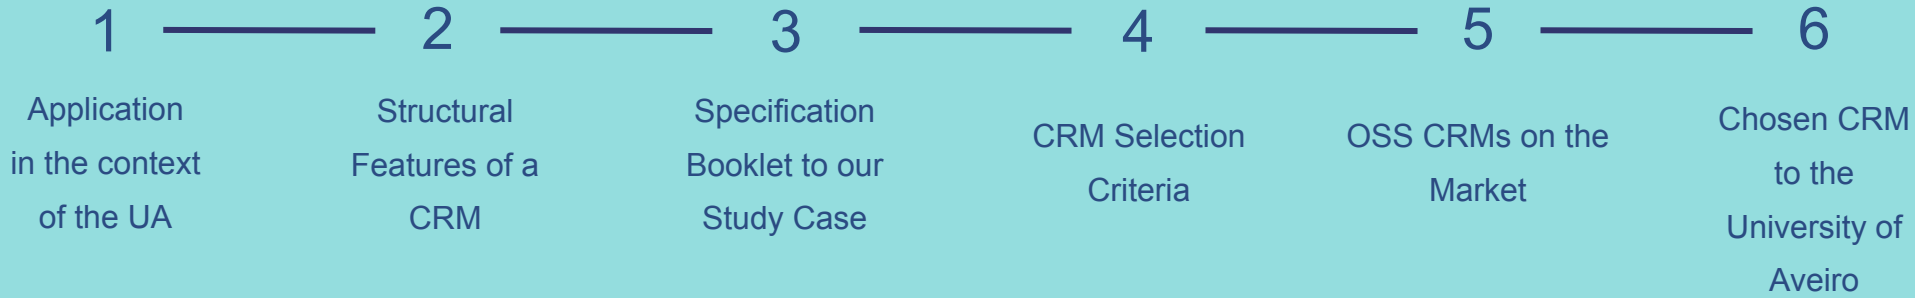 1
2
3
4
5
6
Application
in the context
of the UA
Structural
Features of a
CRM
Specification
Booklet to our
Study Case
CRM Selection
Criteria
OSS CRMs on the
Market
Chosen CRM
to the
University of
Aveiro